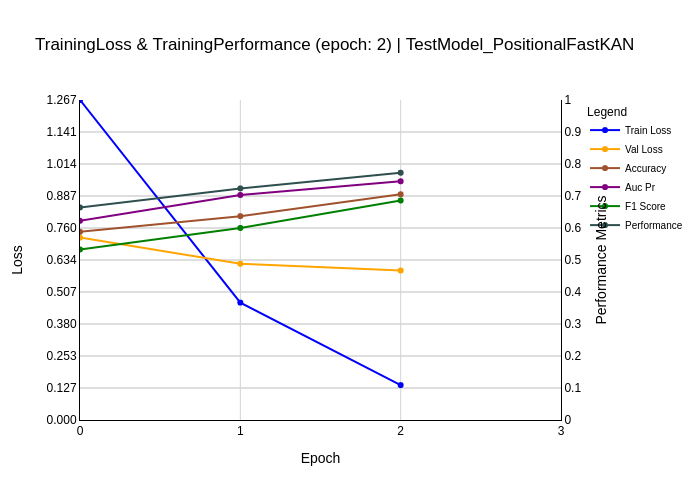 TrainingLoss & TrainingPerformance (epoch: 2) | TestModel_PositionalFastKAN
1.267
1.141
1.014
0.887
0.760
0.634
0.507
0.380
0.253
0.127
0.000
Loss
0
1
2
3
Epoch
1
0.9
0.8
0.7
0.6
0.5
0.4
0.3
0.2
0.1
0
Performance Metrics
Legend
Train Loss
Val Loss
Accuracy
Auc Pr
F1 Score
Performance